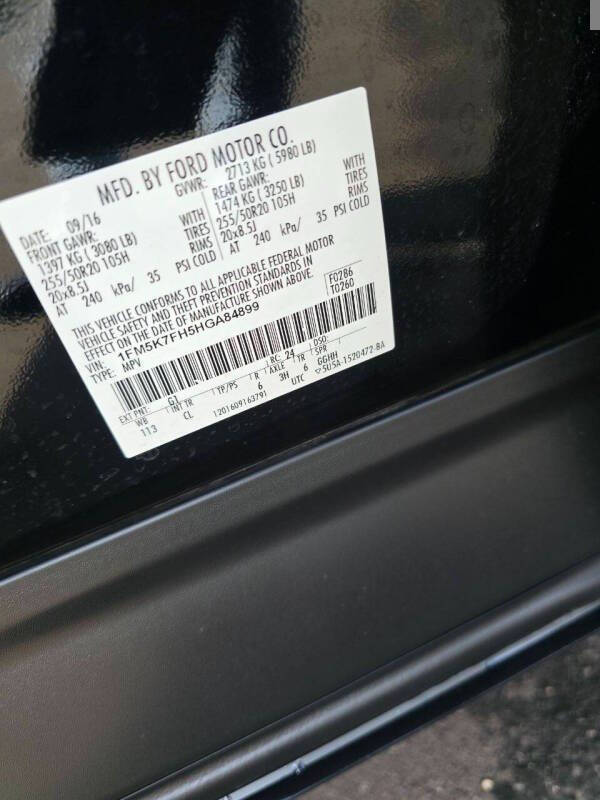 MFD. BY FORD MOTOR CO.
DATE: 09/16 GVWR: 2713 KG ( 5980 LB)
FRONT GAWR: WITH REAR GAWR: WITH
1397 KG ( 3080 LB) TIRES 1474 KG ( 3250 LB) TIRES
255/50R20 105H RIMS 255/50R20 105H RIMS
20x8.5J 20x8.5J
AT 240 kPa/ 35 PSI COLD AT 240 kPa/ 35 PSI COLD
THIS VEHICLE CONFORMS TO ALL APPLICABLE FEDERAL MOTOR
VEHICLE SAFETY AND THEFT PREVENTION STANDARDS IN
EFFECT ON THE DATE OF MANUFACTURE SHOWN ABOVE.
1FM5K7FH5HGA84899 F0286
TYPE: MPV T0260
EXT PNT: G1 RC: 24 DSO:
WB INT TR TP/PS R AXLE TR SPR
113 CL 6 3H 6 GGHH
1201609163791 UTC 5U5A-1520472-BA